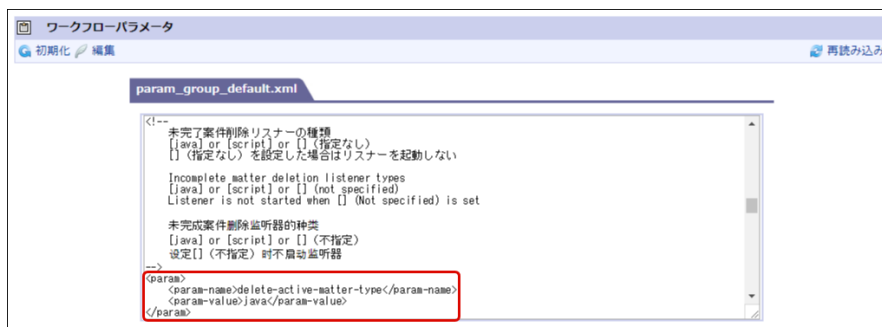 ワークフローパラメータ
初期化 編集 再読み込み
param_group_default.xml
<!--
未完了案件削除リスナーの種類
[java] or [script] or [] (指定なし)
[] (指定なし) を設定した場合はリスナーを起動しない
Incomplete matter deletion listener types
[java] or [script] or [] (not specified)
Listener is not started when [] (Not specified) is set
未完成案件删除监听器的种类
[java] or [script] or [] (不指定)
设定[] (不指定) 时不启动监听器
-->
<param>
<param-name>delete-active-matter-type</param-name>
<param-value>java</param-value>
</param>